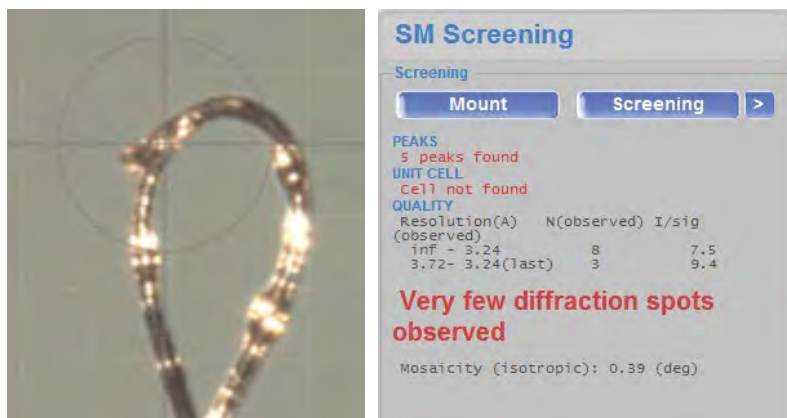 SM Screening
Screening
Mount
Screening
>
PEAKS
5 peaks found
UNIT CELL
Cell not found
QUALITY
Resolution(A) N(observed) I/sig
(observed)
inf - 3.24 8 7.5
3.72- 3.24(last) 3 9.4
Very few diffraction spots
observed
Mosaicity (isotropic): 0.39 (deg)